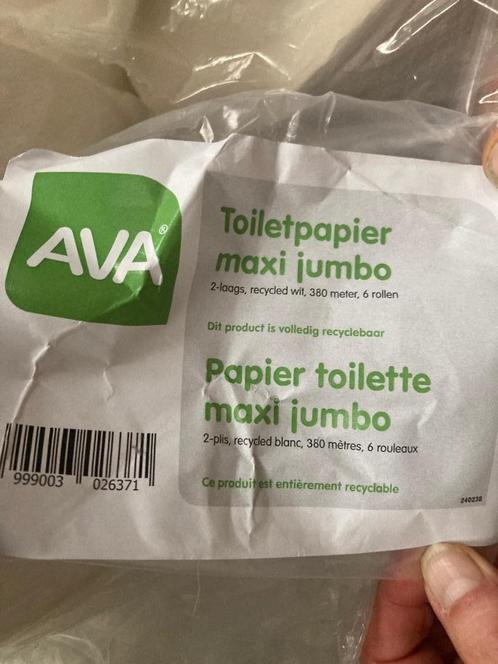 AVA®
Toiletpapier
maxi jumbo
2-laags, recycled wit, 380 meter, 6 rollen
Dit product is volledig recyclebaar
Papier toilette
maxi jumbo
2-plis, recycled blanc, 380 mètres, 6 rouleaux
Ce produit est entièrement recyclable
999003 026371
240238